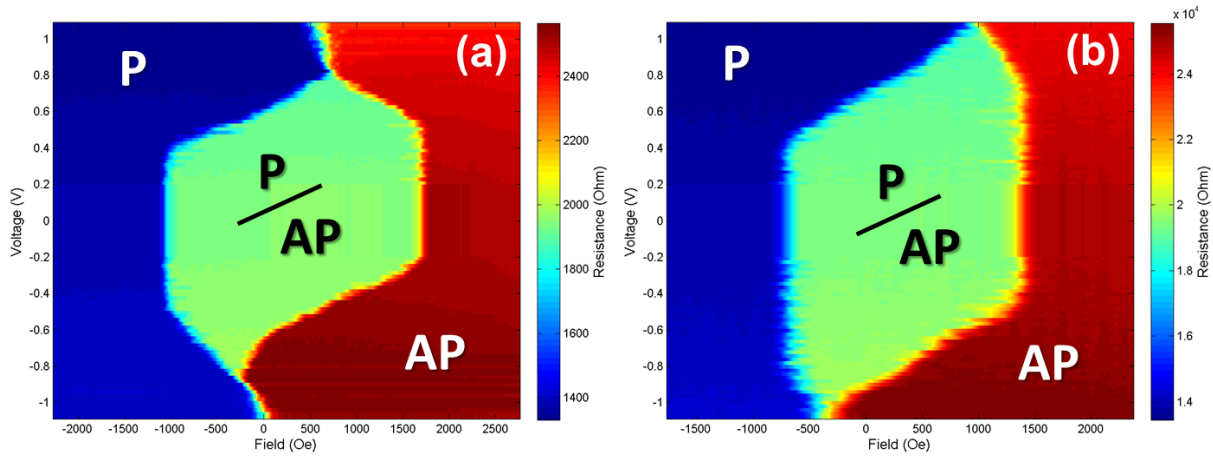 P
(a)
P
AP
AP
Voltage (V)
1
0.8
0.6
0.4
0.2
0
-0.2
-0.4
-0.6
-0.8
-1
-2000 -1500 -1000 -500 0 500 1000 1500 2000 2500
Field (Oe)
2400
2200
2000
1800
1600
1400
Resistance (Ohm)
P
(b)
P
AP
AP
Voltage (V)
1
0.8
0.6
0.4
0.2
0
-0.2
-0.4
-0.6
-0.8
-1
-1500 -1000 -500 0 500 1000 1500 2000
Field (Oe)
x 10⁴
2.4
2.2
2
1.8
1.6
1.4
Resistance (Ohm)